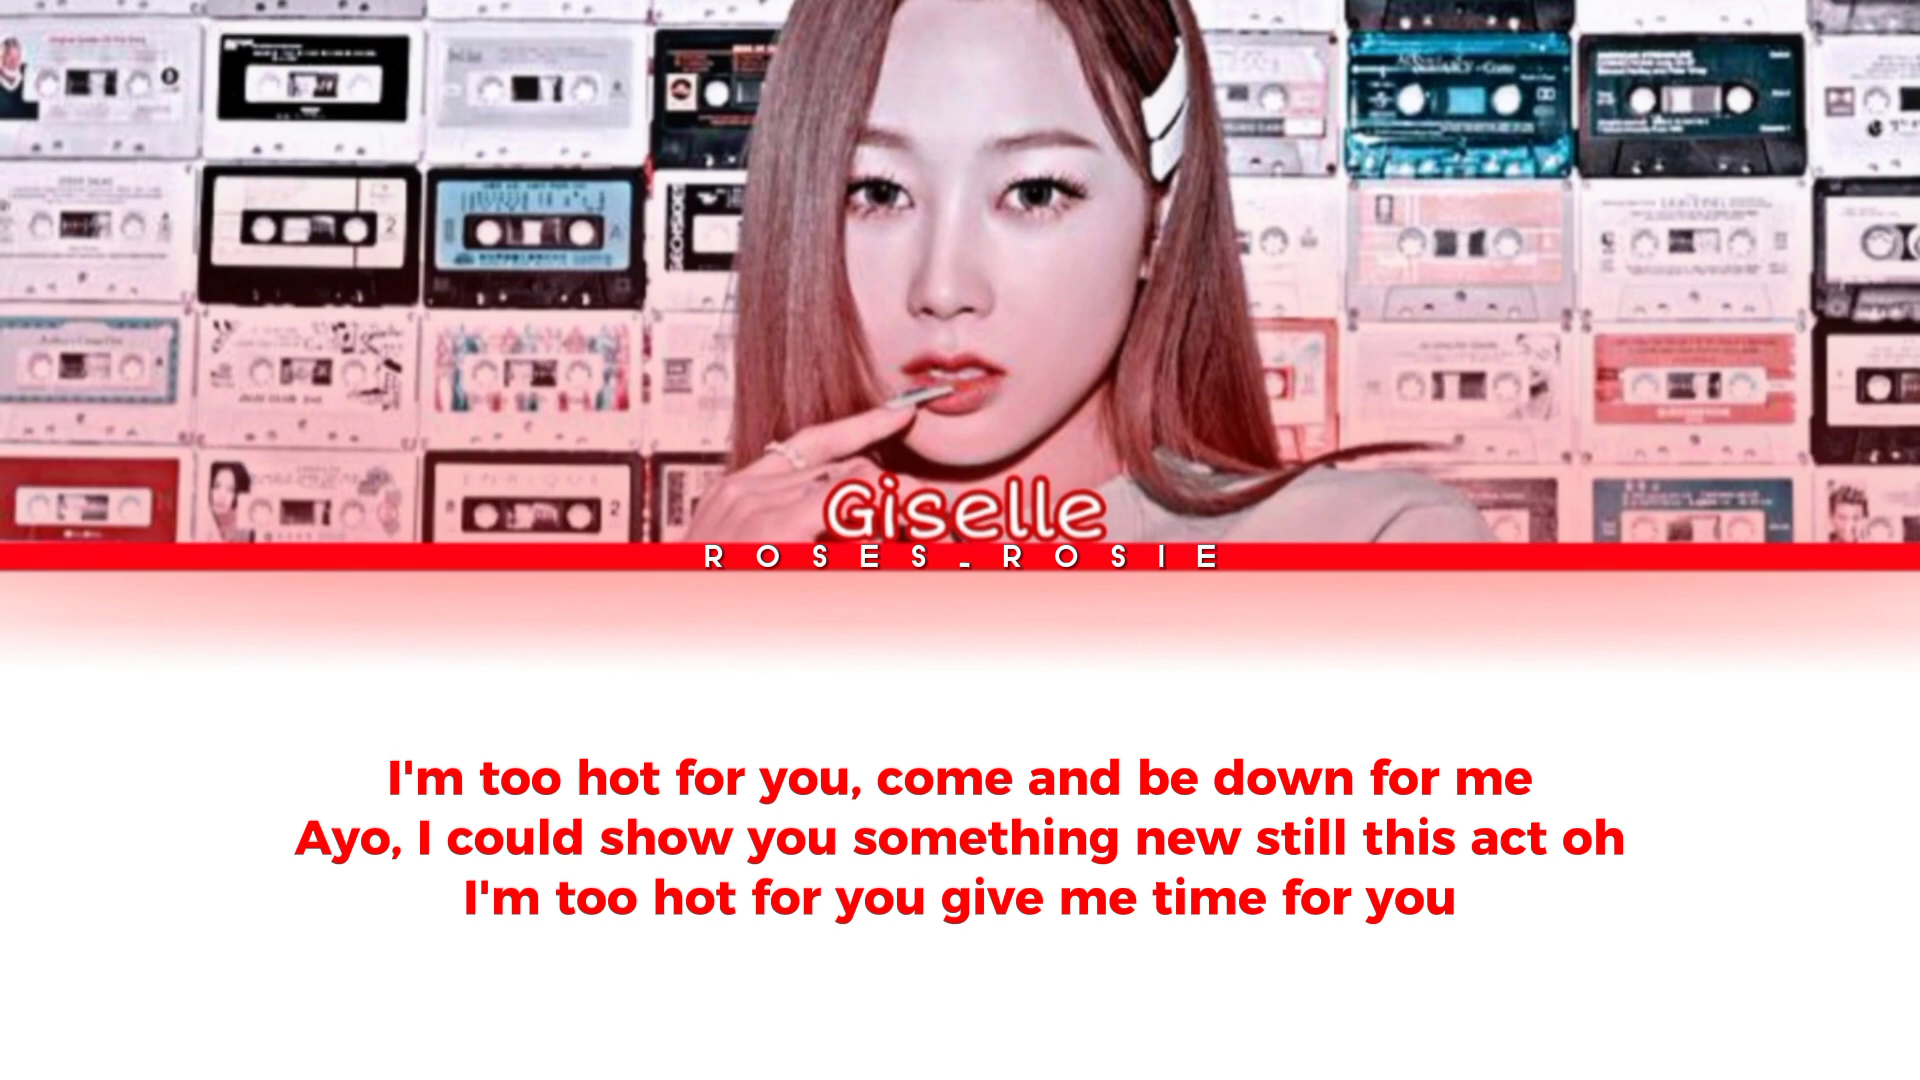 Giselle
ROSES_ROSIE
I'm too hot for you, come and be down for me
Ayo, I could show you something new still this act oh
I'm too hot for you give me time for you